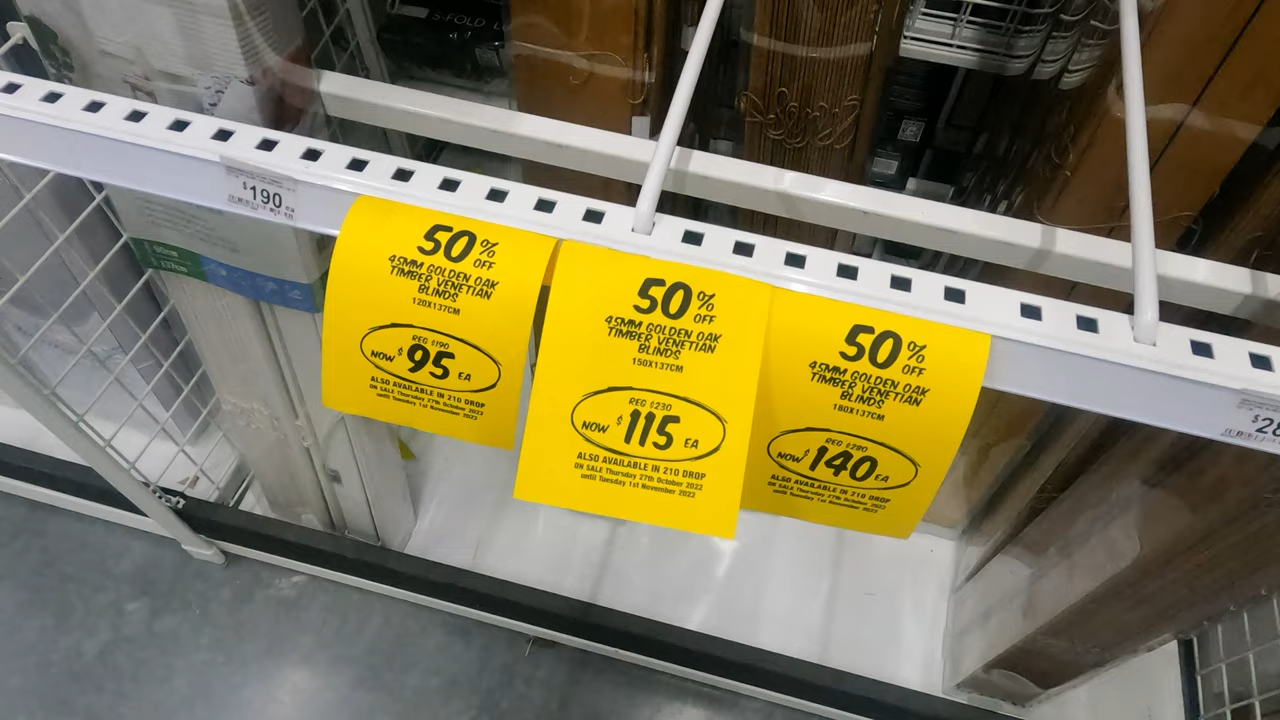 S-FOLD
$190 ea
50% OFF
45MM GOLDEN OAK
TIMBER VENETIAN
BLINDS
120X137CM
REG $190
NOW $95 EA
ALSO AVAILABLE IN 210 DROP
ON SALE Thursday 27th October 2022
until Tuesday 1st November 2022
50% OFF
45MM GOLDEN OAK
TIMBER VENETIAN
BLINDS
150X137CM
REG $230
NOW $115 EA
ALSO AVAILABLE IN 210 DROP
ON SALE Thursday 27th October 2022
until Tuesday 1st November 2022
50% OFF
45MM GOLDEN OAK
TIMBER VENETIAN
BLINDS
180X137CM
REG $280
NOW $140 EA
ALSO AVAILABLE IN 210 DROP
ON SALE Thursday 27th October 2022
until Tuesday 1st November 2022
137cm